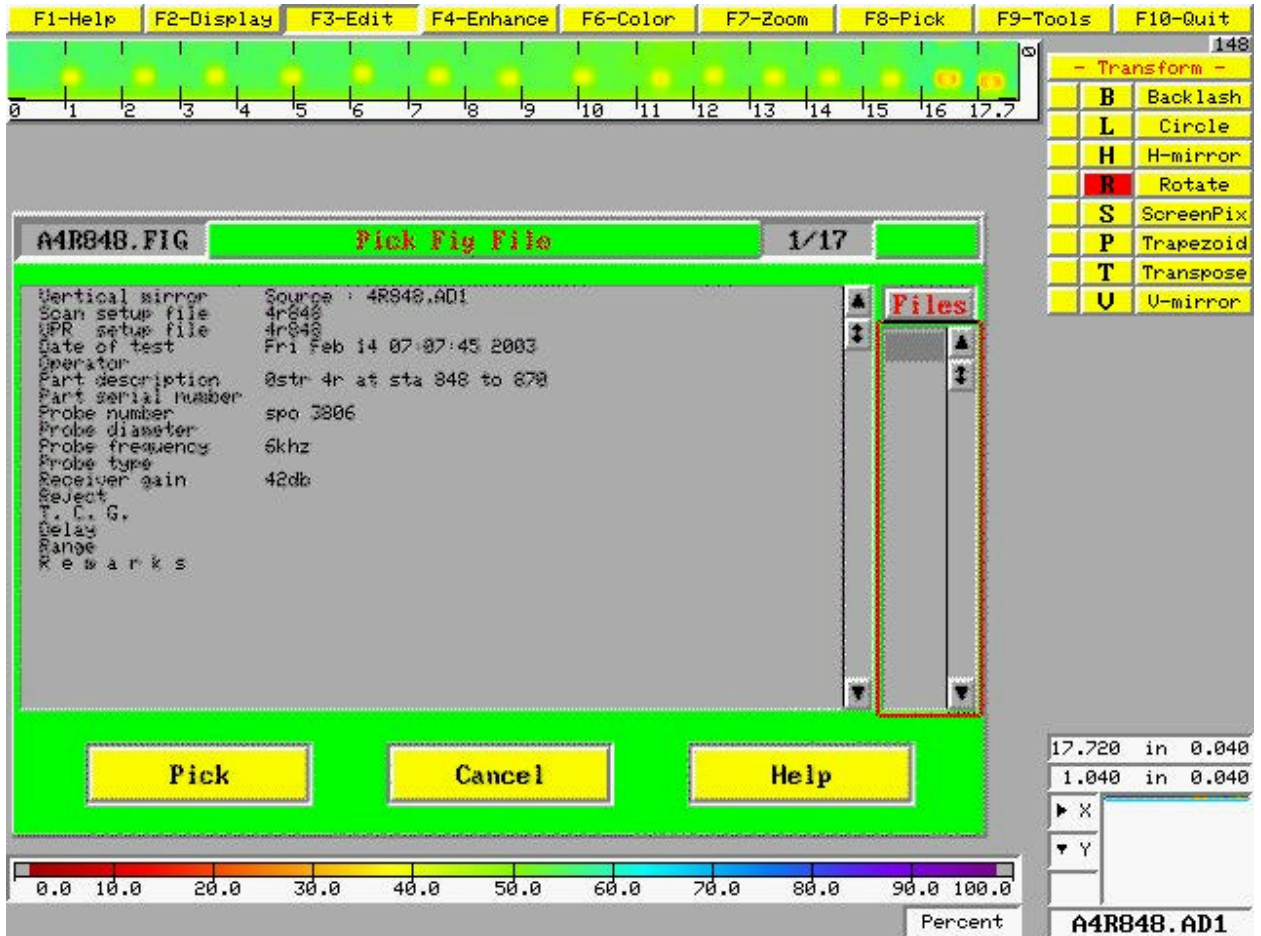 F1-Help F2-Display F3-Edit F4-Enhance F6-Color F7-Zoom F8-Pick F9-Tools F10-Quit
148
0 1 2 3 4 5 6 7 8 9 10 11 12 13 14 15 16 17.7
- Transform -
B Backlash
L Circle
H H-mirror
R Rotate
S ScreenPix
P Trapezoid
T Transpose
V V-mirror
A4R848.FIG Pick Fig File 1/17
Vertical mirror Source : 4R848.AD1
Scan setup file 4r848
UPR setup file 4r848
Date of test Fri Feb 14 07:07:45 2003
Operator
Part description 0str 4r at sta 848 to 870
Part serial number
Probe number spo 3806
Probe diameter
Probe frequency 6khz
Probe type
Receiver gain 42db
Reject
T. C. G.
Delay
Range
R e m a r k s
Files
Pick Cancel Help
17.720 in 0.040
1.040 in 0.040
X
Y
0.0 10.0 20.0 30.0 40.0 50.0 60.0 70.0 80.0 90.0 100.0
Percent
A4R848.AD1